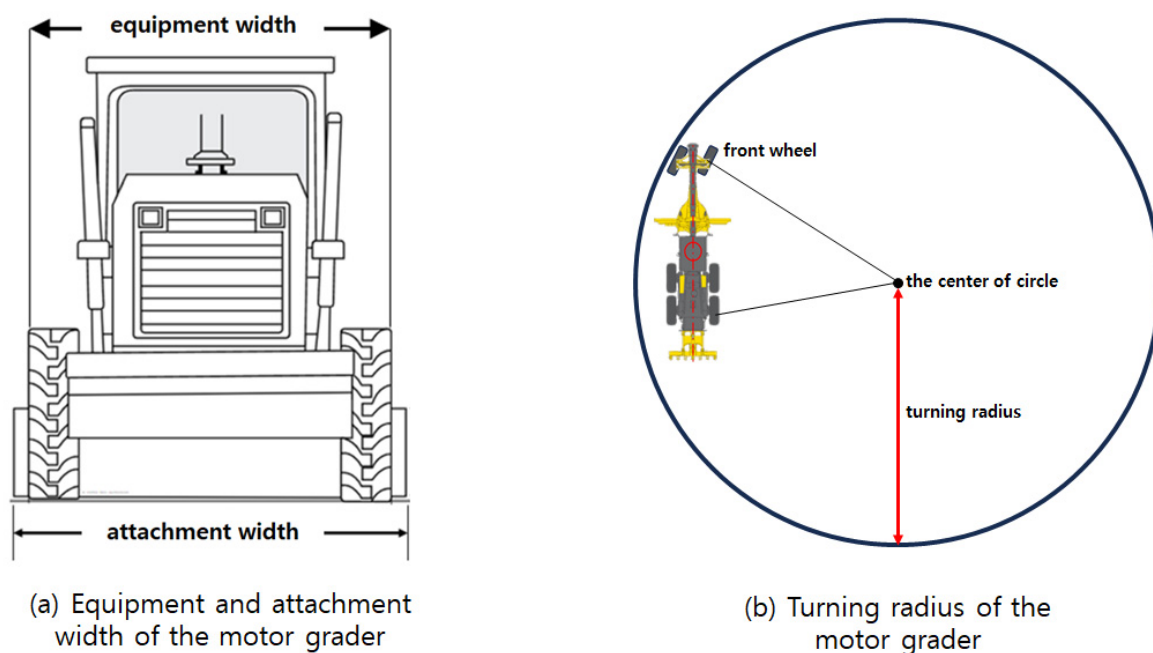 equipment width
attachment width
(a) Equipment and attachment
width of the motor grader
front wheel
the center of circle
turning radius
(b) Turning radius of the
motor grader